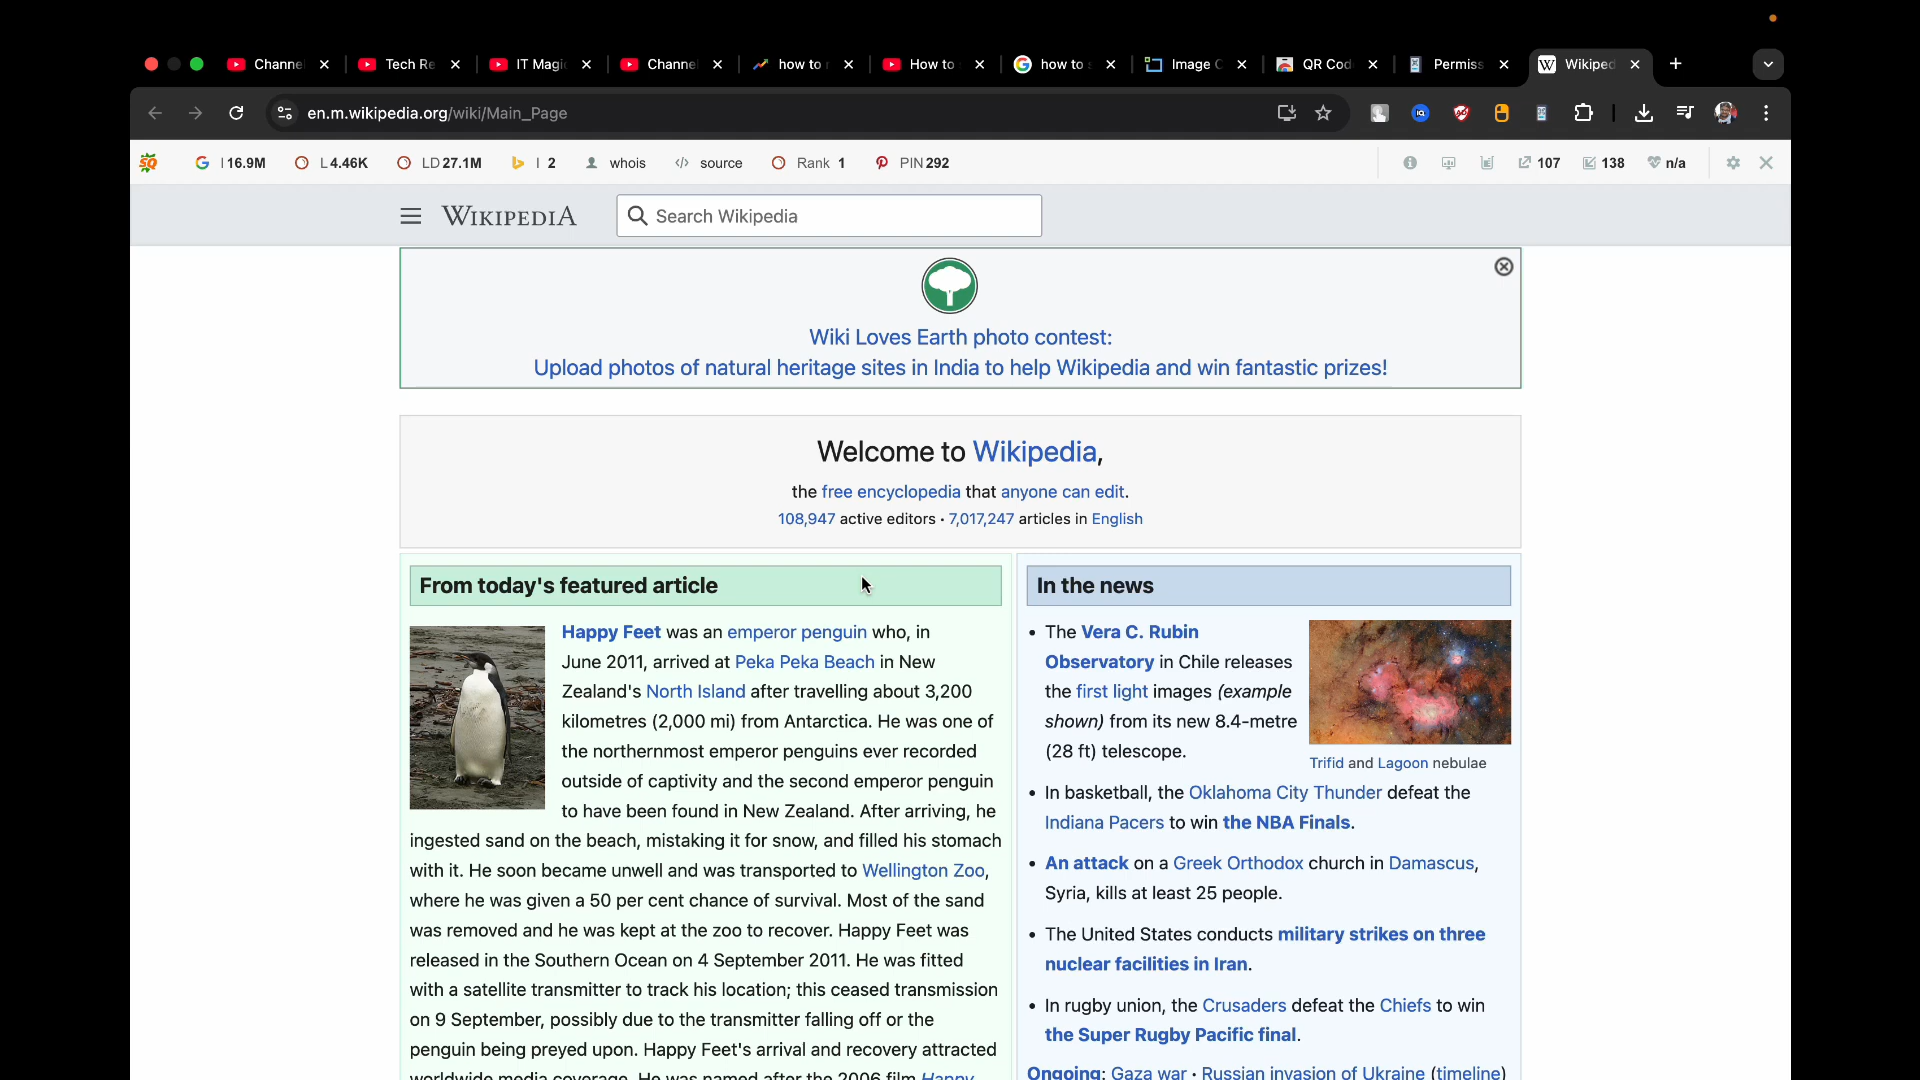 Channe
Tech Re
IT Magi
Channe
how to
How to
how to
Image
QR Cod
Permis
Wikiped
en.m.wikipedia.org/wiki/Main_Page
I 16.9M
L 4.46K
LD 27.1M
I 2
whois
source
Rank 1
PIN 292
107
138
n/a
WIKIPEDIA
Search Wikipedia
Wiki Loves Earth photo contest:
Upload photos of natural heritage sites in India to help Wikipedia and win fantastic prizes!
Welcome to Wikipedia,
the free encyclopedia that anyone can edit.
108,947 active editors · 7,017,247 articles in English
From today's featured article
Happy Feet was an emperor penguin who, in
June 2011, arrived at Peka Peka Beach in New
Zealand's North Island after travelling about 3,200
kilometres (2,000 mi) from Antarctica. He was one of
the northernmost emperor penguins ever recorded
outside of captivity and the second emperor penguin
to have been found in New Zealand. After arriving, he
ingested sand on the beach, mistaking it for snow, and filled his stomach
with it. He soon became unwell and was transported to Wellington Zoo,
where he was given a 50 per cent chance of survival. Most of the sand
was removed and he was kept at the zoo to recover. Happy Feet was
released in the Southern Ocean on 4 September 2011. He was fitted
with a satellite transmitter to track his location; this ceased transmission
on 9 September, possibly due to the transmitter falling off or the
penguin being preyed upon. Happy Feet's arrival and recovery attracted
worldwide media coverage. He was named after the 2006 film Happy
In the news
• The Vera C. Rubin
Observatory in Chile releases
the first light images (example
shown) from its new 8.4-metre
(28 ft) telescope.
Trifid and Lagoon nebulae
• In basketball, the Oklahoma City Thunder defeat the
Indiana Pacers to win the NBA Finals.
• An attack on a Greek Orthodox church in Damascus,
Syria, kills at least 25 people.
• The United States conducts military strikes on three
nuclear facilities in Iran.
• In rugby union, the Crusaders defeat the Chiefs to win
the Super Rugby Pacific final.
Ongoing: Gaza war · Russian invasion of Ukraine (timeline)